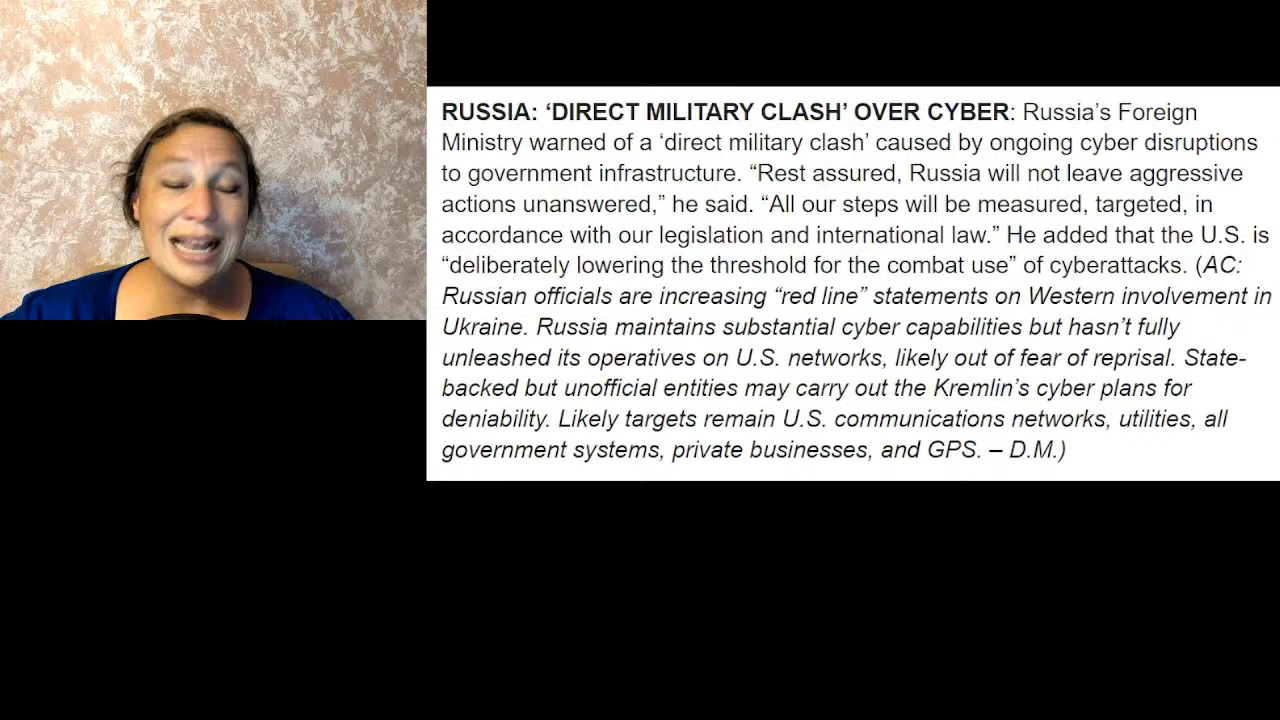 RUSSIA: ‘DIRECT MILITARY CLASH’ OVER CYBER: Russia’s Foreign
Ministry warned of a ‘direct military clash’ caused by ongoing cyber disruptions
to government infrastructure. “Rest assured, Russia will not leave aggressive
actions unanswered,” he said. “All our steps will be measured, targeted, in
accordance with our legislation and international law.” He added that the U.S. is
“deliberately lowering the threshold for the combat use” of cyberattacks. (AC:
Russian officials are increasing “red line” statements on Western involvement in
Ukraine. Russia maintains substantial cyber capabilities but hasn’t fully
unleashed its operatives on U.S. networks, likely out of fear of reprisal. State-
backed but unofficial entities may carry out the Kremlin’s cyber plans for
deniability. Likely targets remain U.S. communications networks, utilities, all
government systems, private businesses, and GPS. – D.M.)